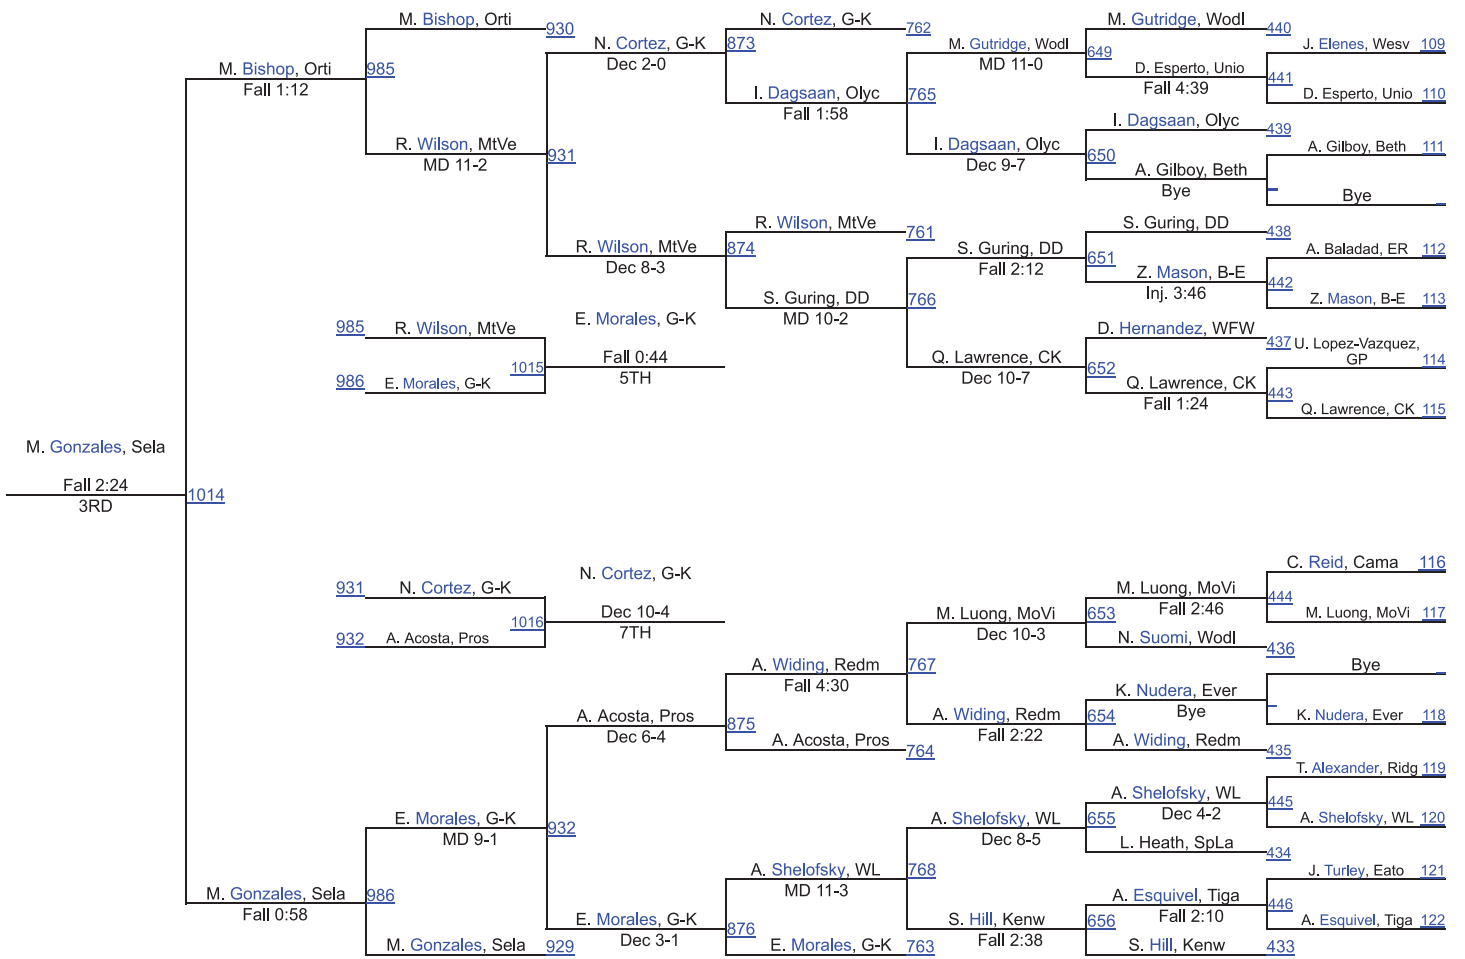 M. Bishop, Orti
930
N. Cortez, G-K
762
M. Gutridge, Wodl
440
J. Elenes, Wesv 109
N. Cortez, G-K
873
Dec 2-0
M. Gutridge, Wodl
649
MD 11-0
D. Esperto, Unio
441
Fall 4:39
D. Esperto, Unio 110
M. Bishop, Orti
985
Fall 1:12
I. Dagsaan, Olyc
765
Fall 1:58
I. Dagsaan, Olyc
439
A. Gilboy, Beth 111
R. Wilson, MtVe
931
MD 11-2
I. Dagsaan, Olyc
650
Dec 9-7
A. Gilboy, Beth
Bye
Bye
R. Wilson, MtVe
761
S. Guring, DD
438
A. Baladad, ER 112
R. Wilson, MtVe
874
Dec 8-3
S. Guring, DD
651
Fall 2:12
Z. Mason, B-E
442
Inj. 3:46
Z. Mason, B-E 113
S. Guring, DD
766
MD 10-2
985 R. Wilson, MtVe
E. Morales, G-K
1015
Fall 0:44
5TH
986 E. Morales, G-K
D. Hernandez, WFW
437
U. Lopez-Vazquez,
GP 114
Q. Lawrence, CK
652
Dec 10-7
Q. Lawrence, CK
443
Fall 1:24
Q. Lawrence, CK 115
M. Gonzales, Sela
Fall 2:24
1014
3RD
931 N. Cortez, G-K
N. Cortez, G-K
1016
Dec 10-4
7TH
932 A. Acosta, Pros
C. Reid, Cama 116
M. Luong, MoVi
444
Fall 2:46
M. Luong, MoVi 117
M. Luong, MoVi
653
Dec 10-3
N. Suomi, Wodl
436
A. Widing, Redm
767
Fall 4:30
Bye
K. Nudera, Ever
Bye
K. Nudera, Ever 118
A. Acosta, Pros
875
Dec 6-4
A. Widing, Redm
654
Fall 2:22
A. Acosta, Pros
764
A. Widing, Redm
435
T. Alexander, Ridg 119
A. Shelofsky, WL
445
Dec 4-2
A. Shelofsky, WL 120
E. Morales, G-K
932
MD 9-1
A. Shelofsky, WL
655
Dec 8-5
L. Heath, SpLa
434
A. Shelofsky, WL
768
MD 11-3
J. Turley, Eato 121
M. Gonzales, Sela
986
Fall 0:58
A. Esquivel, Tiga
446
Fall 2:10
A. Esquivel, Tiga 122
E. Morales, G-K
876
Dec 3-1
S. Hill, Kenw
656
Fall 2:38
M. Gonzales, Sela
929
E. Morales, G-K
763
S. Hill, Kenw
433